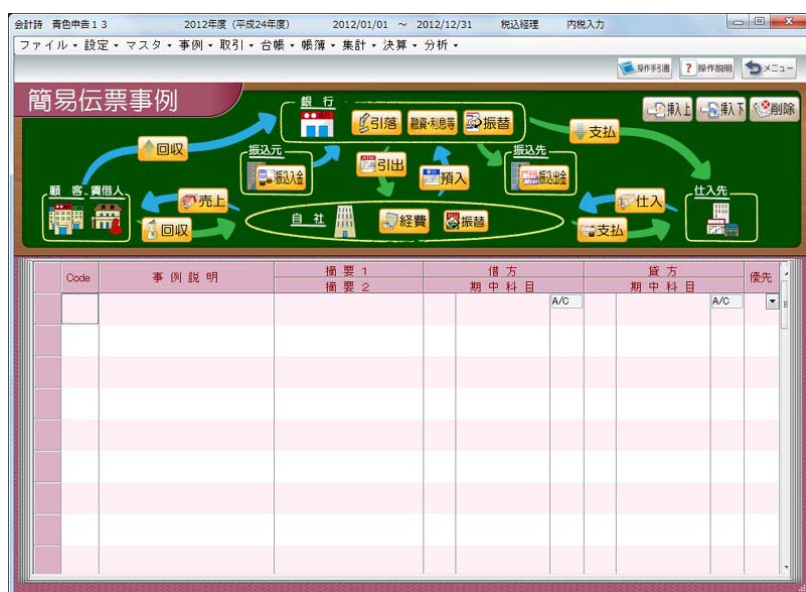 会計詩 青色申告13 2012年度（平成24年度） 2012/01/01 ～ 2012/12/31 税込経理 内税入力
ファイル・設定・マスタ・事例・取引・台帳・帳簿・集計・決算・分析・
操作手引書 ? 操作説明 メニュー
簡易伝票事例
銀行
挿入上 挿入下 削除
引落 融資・利息等 振替
支払
回収
振込元
引出
振込先
振込入金
預入
振込出金
顧客・賃借人
売上
仕入
仕入先
自社
経費 振替
回収
支払
Code 事例説明 摘要1 借方 貸方 優先
摘要2 期中科目 期中科目
A/C A/C